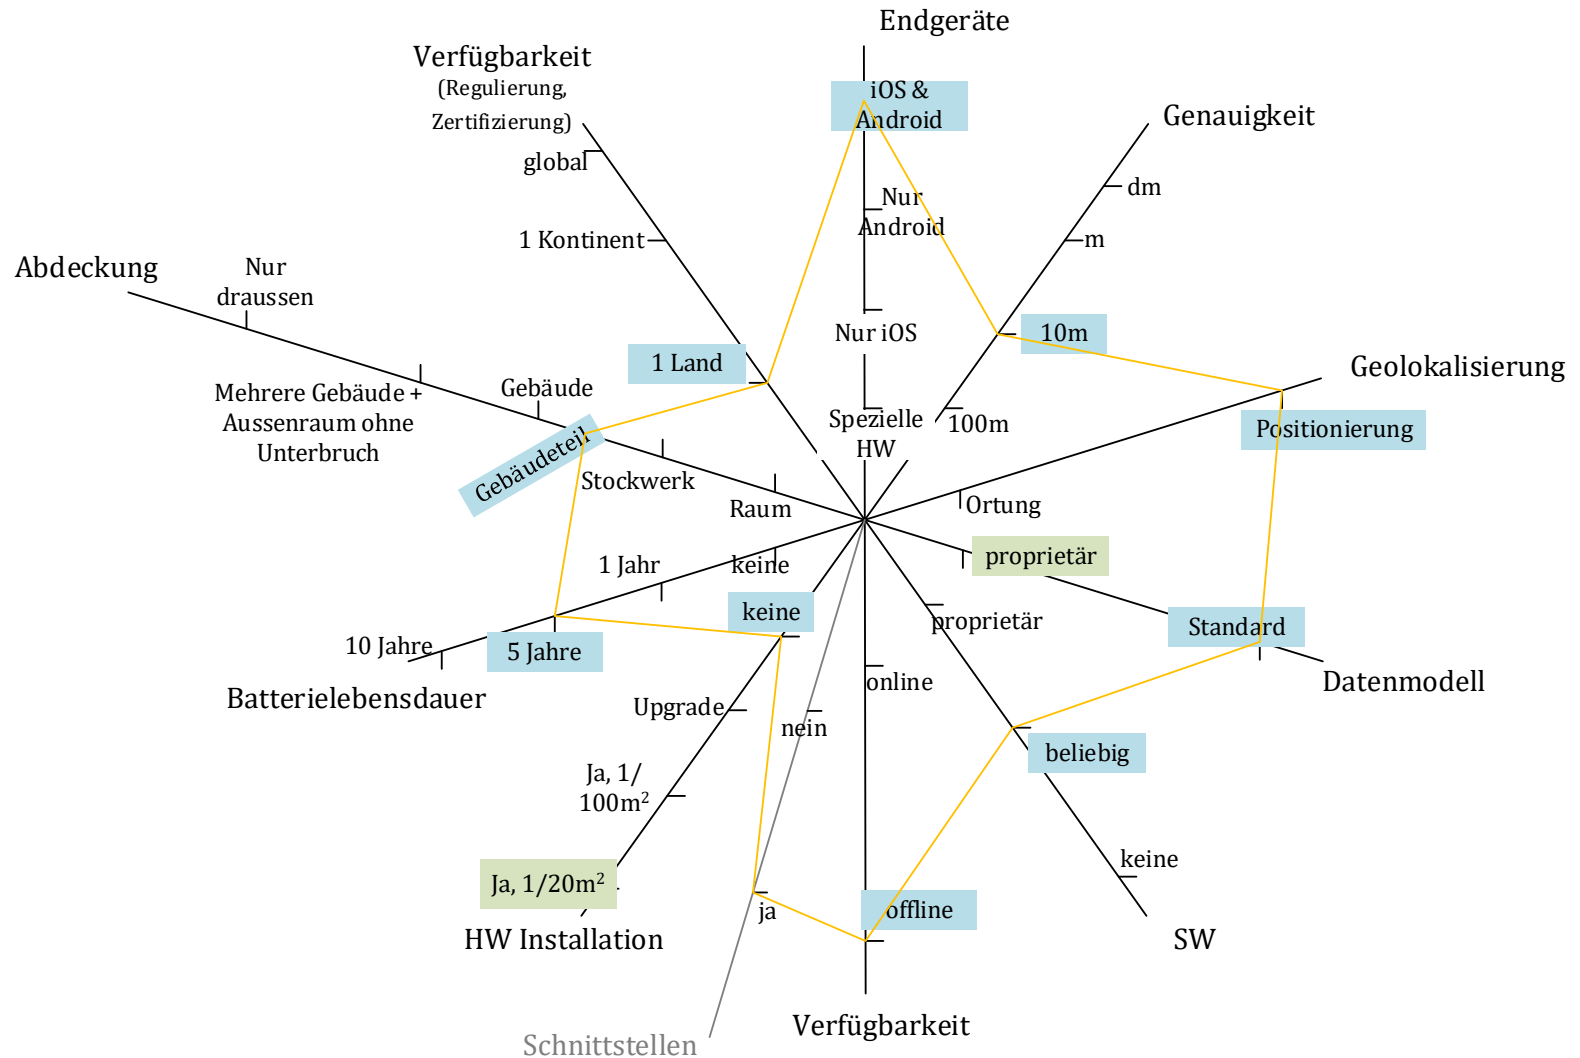 Endgeräte
Verfügbarkeit
(Regulierung,
Zertifizierung)
iOS &
Android
Genauigkeit
global
dm
Nur
Android
1 Kontinent
m
Abdeckung
Nur
draussen
Nur iOS
10m
1 Land
Geolokalisierung
Mehrere Gebäude +
Aussenraum ohne
Unterbruch
Gebäude
Spezielle
HW
100m
Positionierung
Gebäudeteil
Stockwerk
Raum
Ortung
1 Jahr
keine
proprietär
keine
proprietär
Standard
10 Jahre
5 Jahre
Batterielebensdauer
online
Datenmodell
Upgrade
nein
beliebig
Ja, 1/
100m²
keine
Ja, 1/20m²
ja
offline
HW Installation
SW
Verfügbarkeit
Schnittstellen